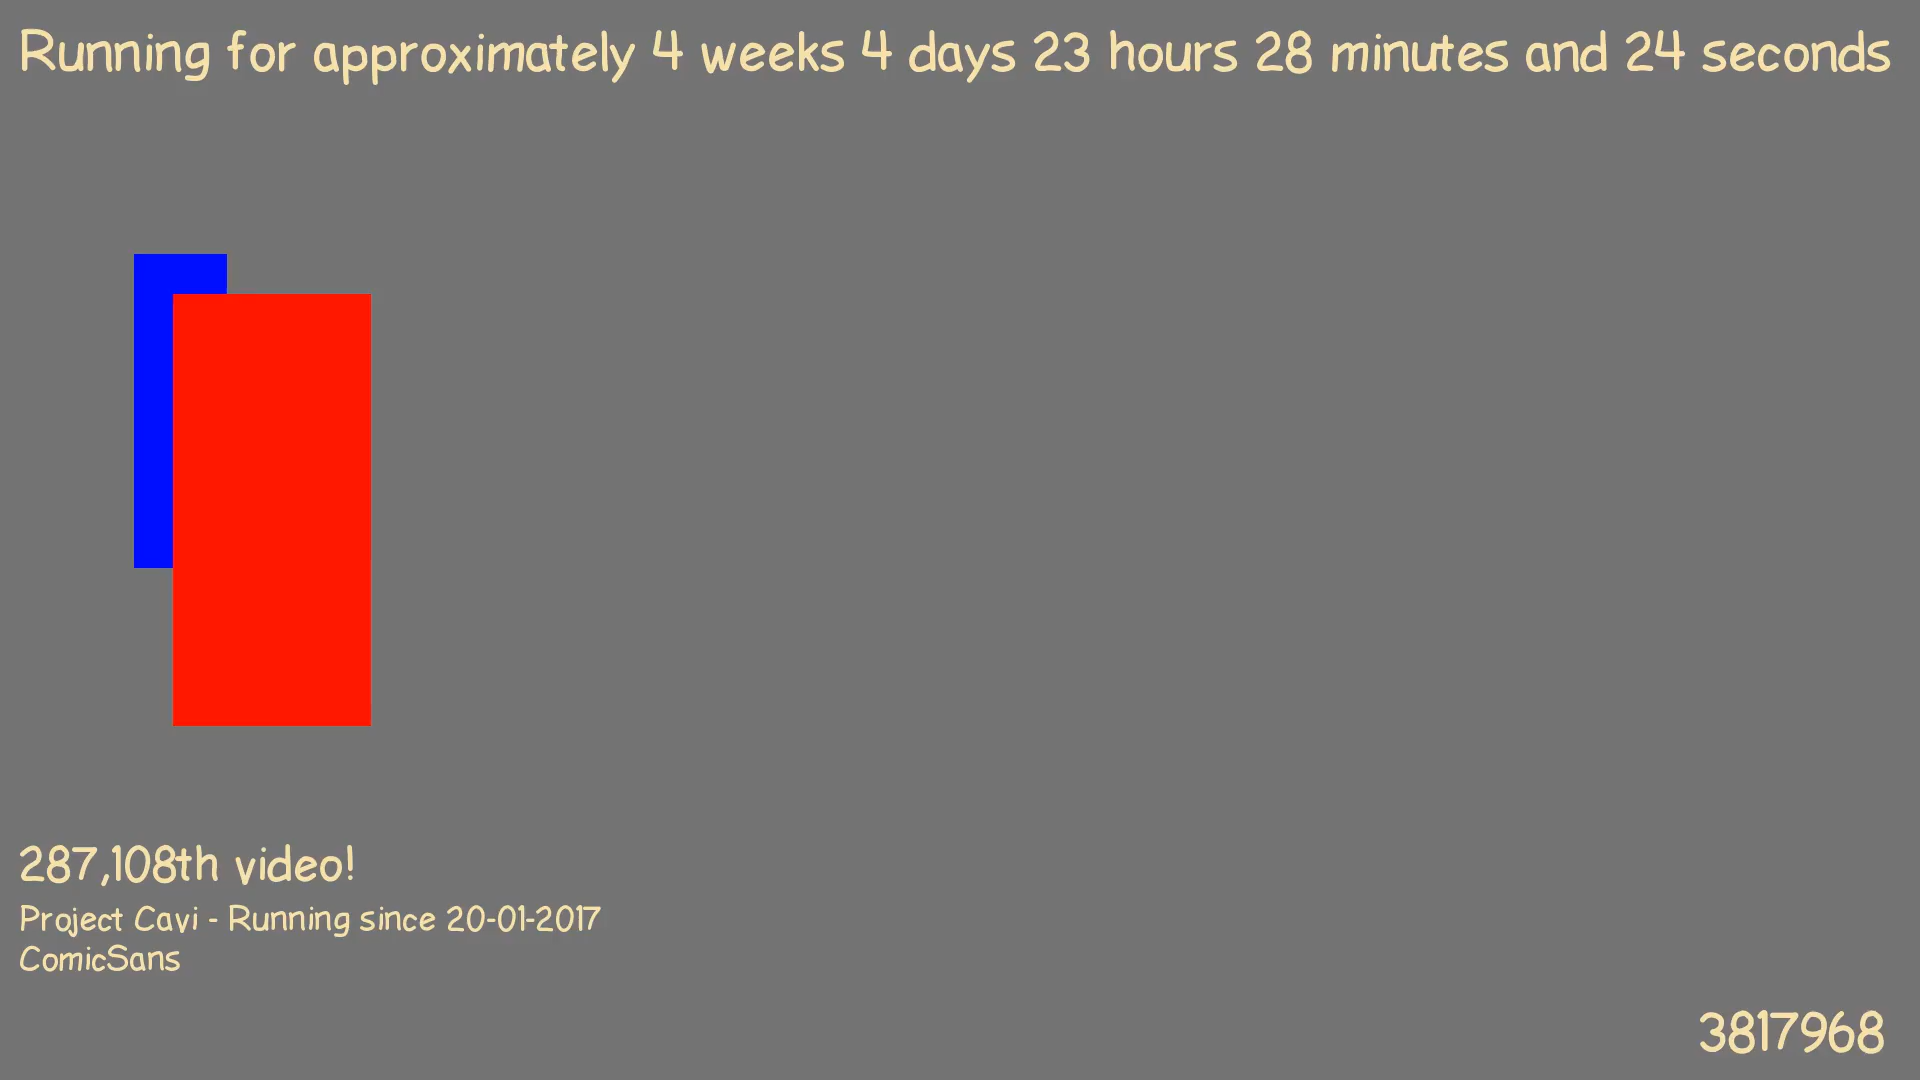 Running for approximately 4 weeks 4 days 23 hours 28 minutes and 24 seconds
287,108th video!
Project Cavi - Running since 20-01-2017
ComicSans
3817968